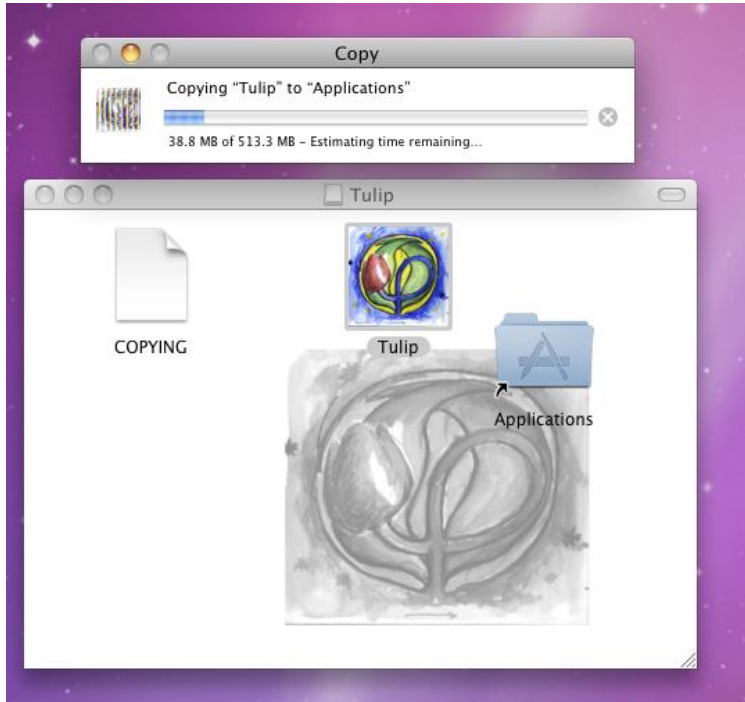 Copy
Copying “Tulip” to “Applications”
38.8 MB of 513.3 MB – Estimating time remaining...
Tulip
COPYING
Tulip
Applications